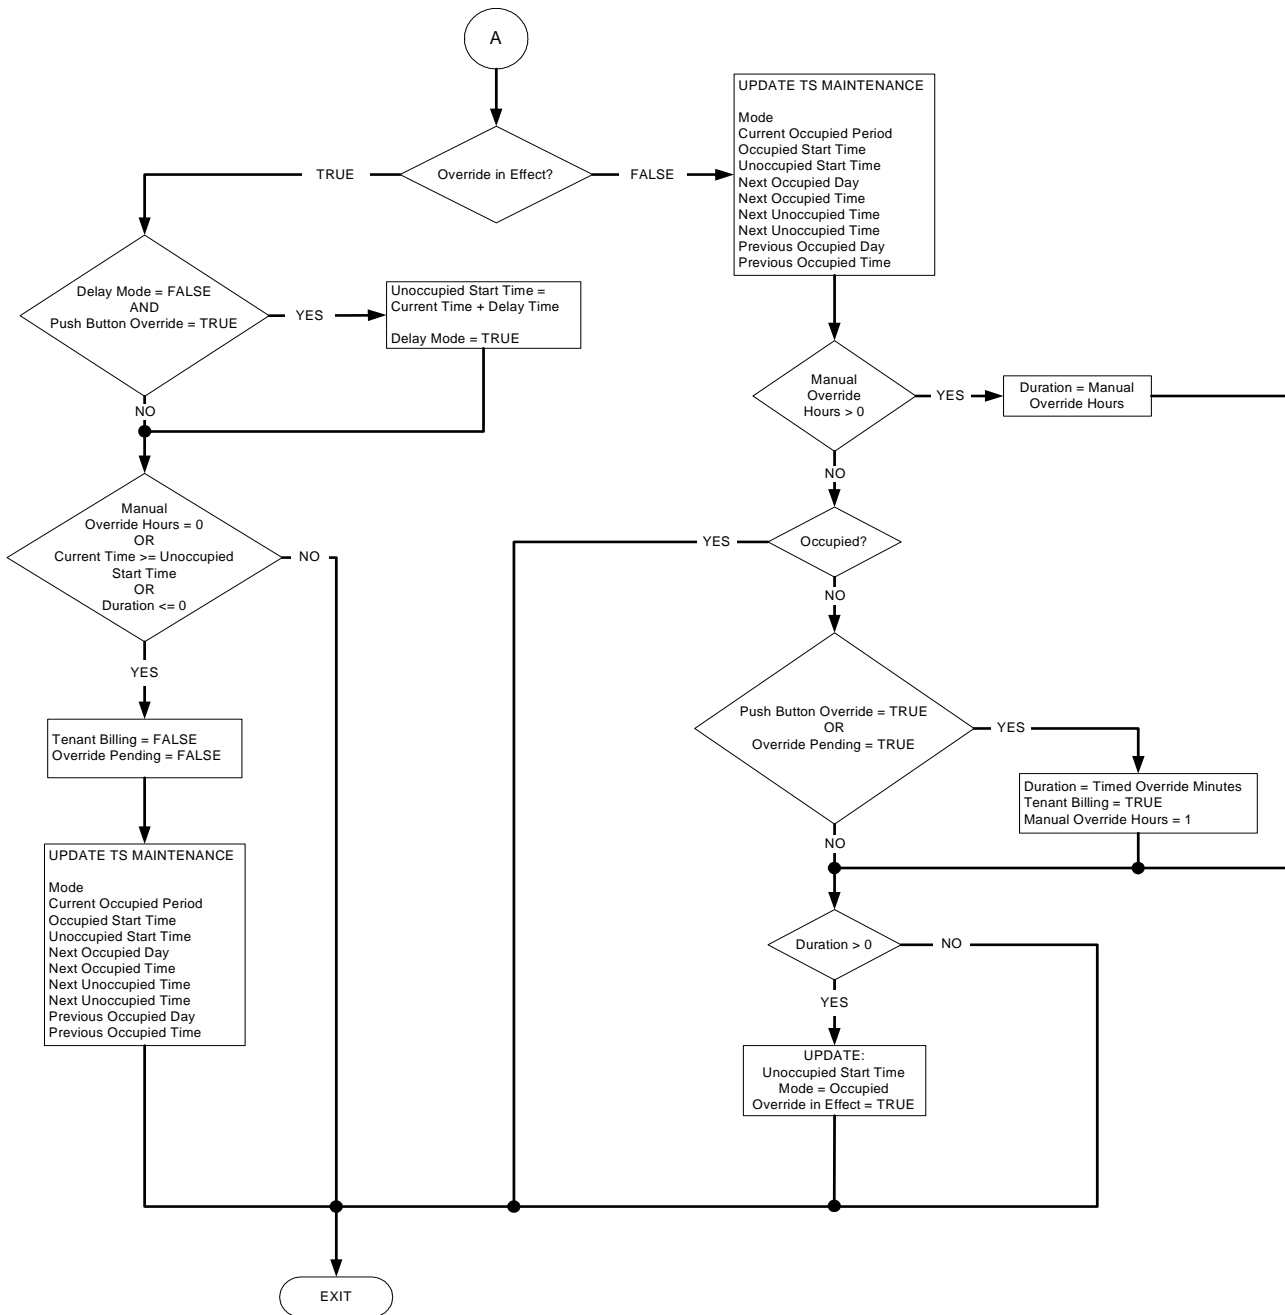 A
Override in Effect?
TRUE
FALSE
UPDATE TS MAINTENANCE
Mode
Current Occupied Period
Occupied Start Time
Unoccupied Start Time
Next Occupied Day
Next Occupied Time
Next Unoccupied Time
Next Unoccupied Time
Previous Occupied Day
Previous Occupied Time
Delay Mode = FALSE
AND
Push Button Override = TRUE
YES
Unoccupied Start Time =
Current Time + Delay Time
Delay Mode = TRUE
NO
Manual
Override Hours = 0
OR
Current Time >= Unoccupied
Start Time
OR
Duration <= 0
NO
YES
Tenant Billing = FALSE
Override Pending = FALSE
UPDATE TS MAINTENANCE
Mode
Current Occupied Period
Occupied Start Time
Unoccupied Start Time
Next Occupied Day
Next Occupied Time
Next Unoccupied Time
Next Unoccupied Time
Previous Occupied Day
Previous Occupied Time
Manual
Override
Hours > 0
YES
Duration = Manual
Override Hours
NO
Occupied?
YES
NO
Push Button Override = TRUE
OR
Override Pending = TRUE
YES
Duration = Timed Override Minutes
Tenant Billing = TRUE
Manual Override Hours = 1
NO
Duration > 0
NO
YES
UPDATE:
Unoccupied Start Time
Mode = Occupied
Override in Effect = TRUE
EXIT